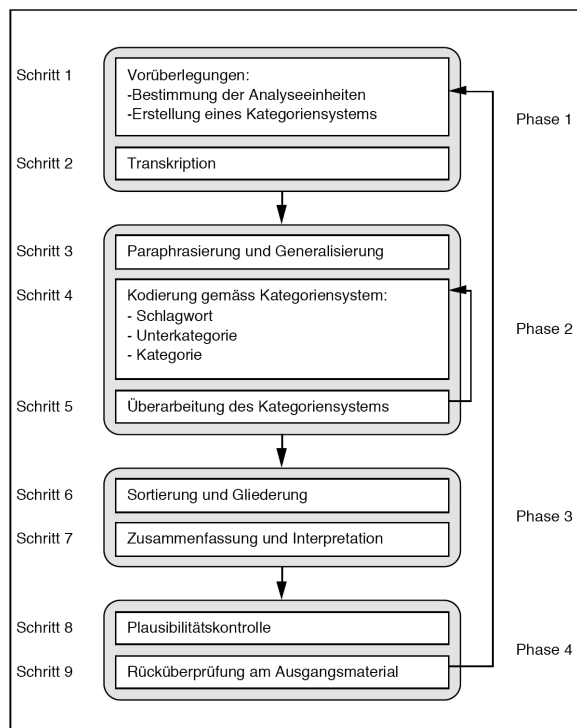 Schritt 1
Vorüberlegungen:
-Bestimmung der Analyseeinheiten
-Erstellung eines Kategoriensystems
Phase 1
Schritt 2
Transkription
Schritt 3
Paraphrasierung und Generalisierung
Schritt 4
Kodierung gemäss Kategoriensystem:
- Schlagwort
- Unterkategorie
- Kategorie
Phase 2
Schritt 5
Überarbeitung des Kategoriensystems
Schritt 6
Sortierung und Gliederung
Phase 3
Schritt 7
Zusammenfassung und Interpretation
Schritt 8
Plausibilitätskontrolle
Phase 4
Schritt 9
Rücküberprüfung am Ausgangsmaterial